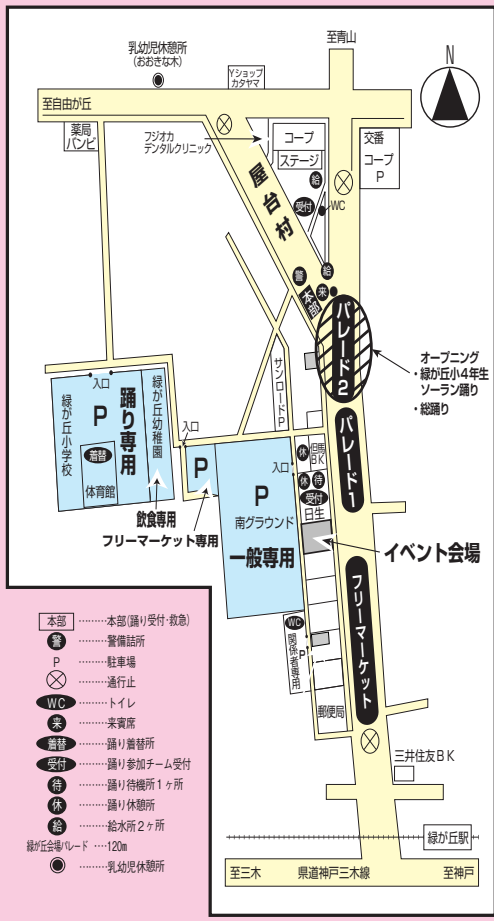 至青山
乳幼児休憩所
(おおきな木)
Yショップ
カタヤマ
N
至自由が丘
薬局
バンビ
フジオカ
デンタルクリニック
コープ
ステージ
交番
コープ
P
給
受付
WC
屋台村
警
給
来
本部
パレード2
オープニング
・緑が丘小4年生
ソーラン踊り
・総踊り
サンロードP
入口
緑が丘小学校
P
踊り専用
緑が丘幼稚園
着替
体育館
入口
P
飲食専用
フリーマーケット専用
休
但馬
BK
入口
休
待
受付
日生
P
南グラウンド
一般専用
パレード1
イベント会場
フリーマーケット
WC
P
関係者専用
郵便局
三井住友BK
緑が丘駅
至三木
県道神戸三木線
至神戸
本部………本部(踊り受付・救急)
警………警備詰所
P………駐車場
………通行止
WC………トイレ
来………来賓席
着替………踊り着替所
受付………踊り参加チーム受付
待………踊り待機所1ヶ所
休………踊り休憩所
給………給水所2ヶ所
緑が丘会場パレード…120m
………乳幼児休憩所